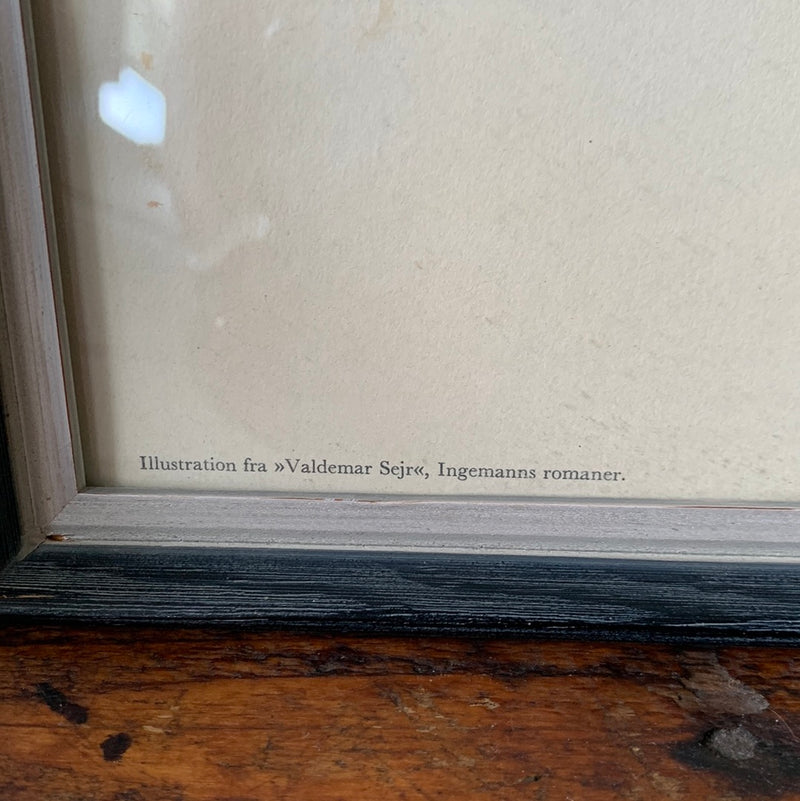 Illustration fra »Valdemar Sejr«, Ingemanns romaner.